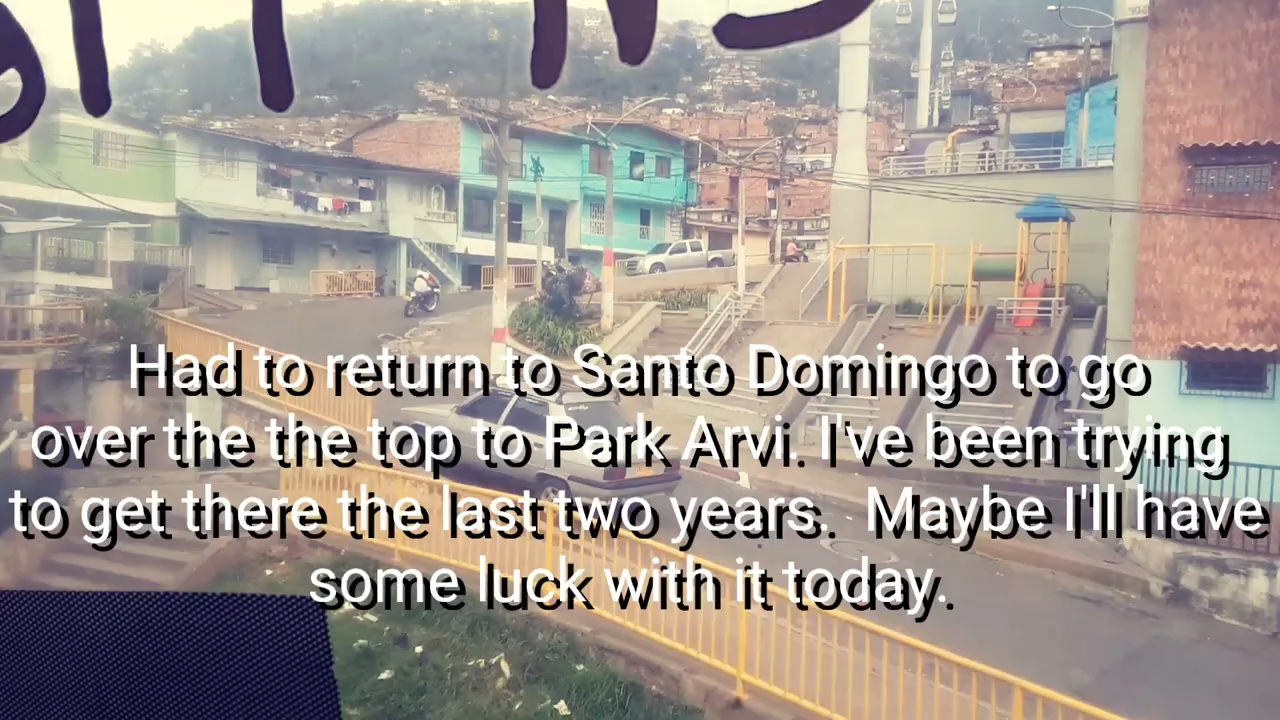 Had to return to Santo Domingo to go
over the the top to Park Arvi. I've been trying
to get there the last two years. Maybe I'll have
some luck with it today.